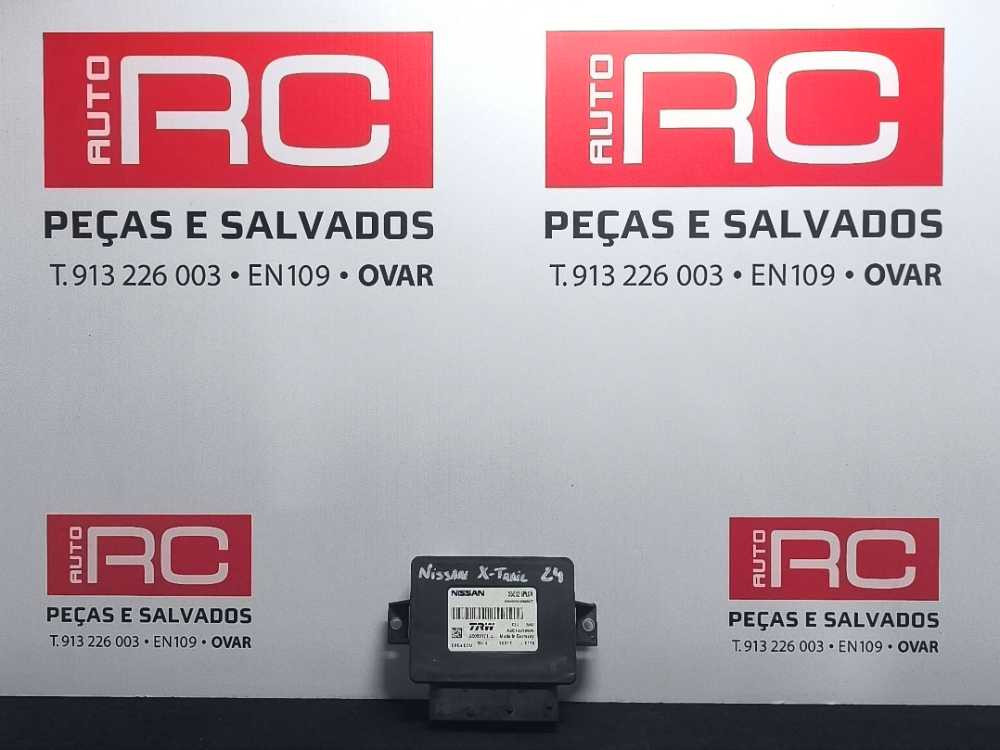 AUTO RC
PEÇAS E SALVADOS
T. 913 226 003 • EN109 • OVAR
AUTO RC
PEÇAS E SALVADOS
T. 913 226 003 • EN109 • OVAR
AUTO RC
PEÇAS E SALVADOS
T. 913 226 003 • EN109 • OVAR
AUTO RC
PEÇAS E SALVADOS
T. 913 226 003 • EN109 • OVAR
Nissan X-Trail
NISSAN
TRW
Made in Germany